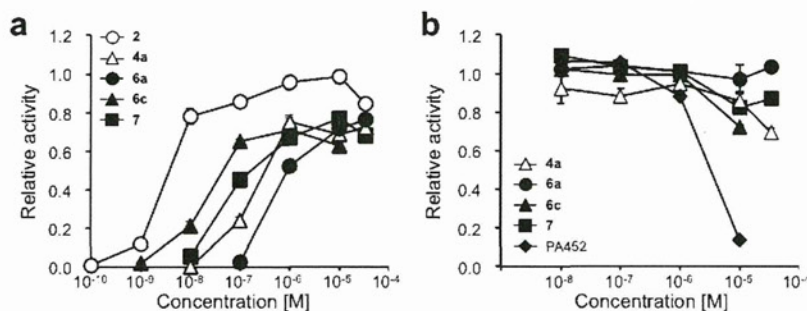 a
2
4a
6a
6c
7
Relative activity
1.2
1.0
0.8
0.6
0.4
0.2
0.0
10⁻¹⁰ 10⁻⁹ 10⁻⁸ 10⁻⁷ 10⁻⁶ 10⁻⁵ 10⁻⁴
Concentration [M]
b
Relative activity
1.2
1.0
0.8
0.6
0.4
0.2
0.0
4a
6a
6c
7
PA452
10⁻⁸ 10⁻⁷ 10⁻⁶ 10⁻⁵ 10⁻⁴
Concentration [M]